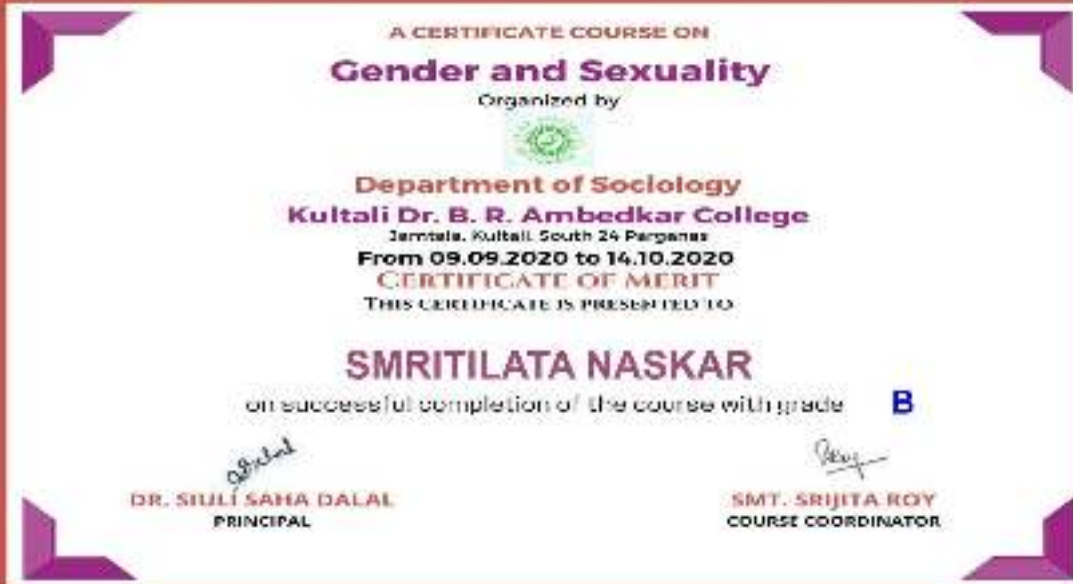 A CERTIFICATE COURSE ON
Gender and Sexuality
Organized by
Department of Sociology
Kultali Dr. B. R. Ambedkar College
Jamtala, Kultali, South 24 Parganas
From 09.09.2020 to 14.10.2020
CERTIFICATE OF MERIT
THIS CERTIFICATE IS PRESENTED TO
SMRITILATA NASKAR
on successful completion of the course with grade B
DR. SIULI SAHA DALAL
PRINCIPAL
SMT. SRIJITA ROY
COURSE COORDINATOR